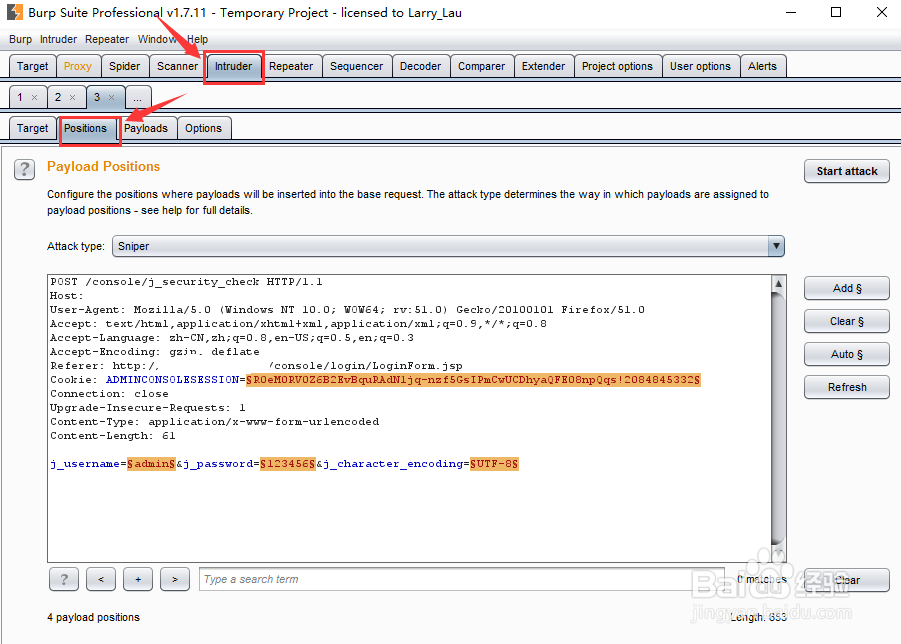 Burp Suite Professional v1.7.11 - Temporary Project - licensed to Larry_Lau
Burp Intruder Repeater Window Help
Target Proxy Spider Scanner Intruder Repeater Sequencer Decoder Comparer Extender Project options User options Alerts
1 × 2 × 3 × ...
Target Positions Payloads Options
? Payload Positions
Start attack
Configure the positions where payloads will be inserted into the base request. The attack type determines the way in which payloads are assigned to
payload positions - see help for full details.
Attack type: Sniper
POST /console/j_security_check HTTP/1.1
Host:
User-Agent: Mozilla/5.0 (Windows NT 10.0; WOW64; rv:51.0) Gecko/20100101 Firefox/51.0
Accept: text/html,application/xhtml+xml,application/xml;q=0.9,*/*;q=0.8
Accept-Language: zh-CN,zh;q=0.8,en-US;q=0.5,en;q=0.3
Accept-Encoding: gzip, deflate
Referer: http:/, /console/login/LoginForm.jsp
Cookie: ADMINCONSOLESESSION=§ROeMORVOZ6B2EvBquRAdNljq-nzf5GsIPmCwUCDhyaQFE08npQqs!2084845332§
Connection: close
Upgrade-Insecure-Requests: 1
Content-Type: application/x-www-form-urlencoded
Content-Length: 61
j_username=§admin§&j_password=§123456§&j_character_encoding=§UTF-8§
Add §
Clear §
Auto §
Refresh
? < + > Type a search term 0 matches Clear
4 payload positions Length: 653
Baidu 经验
jingyan.baidu.com